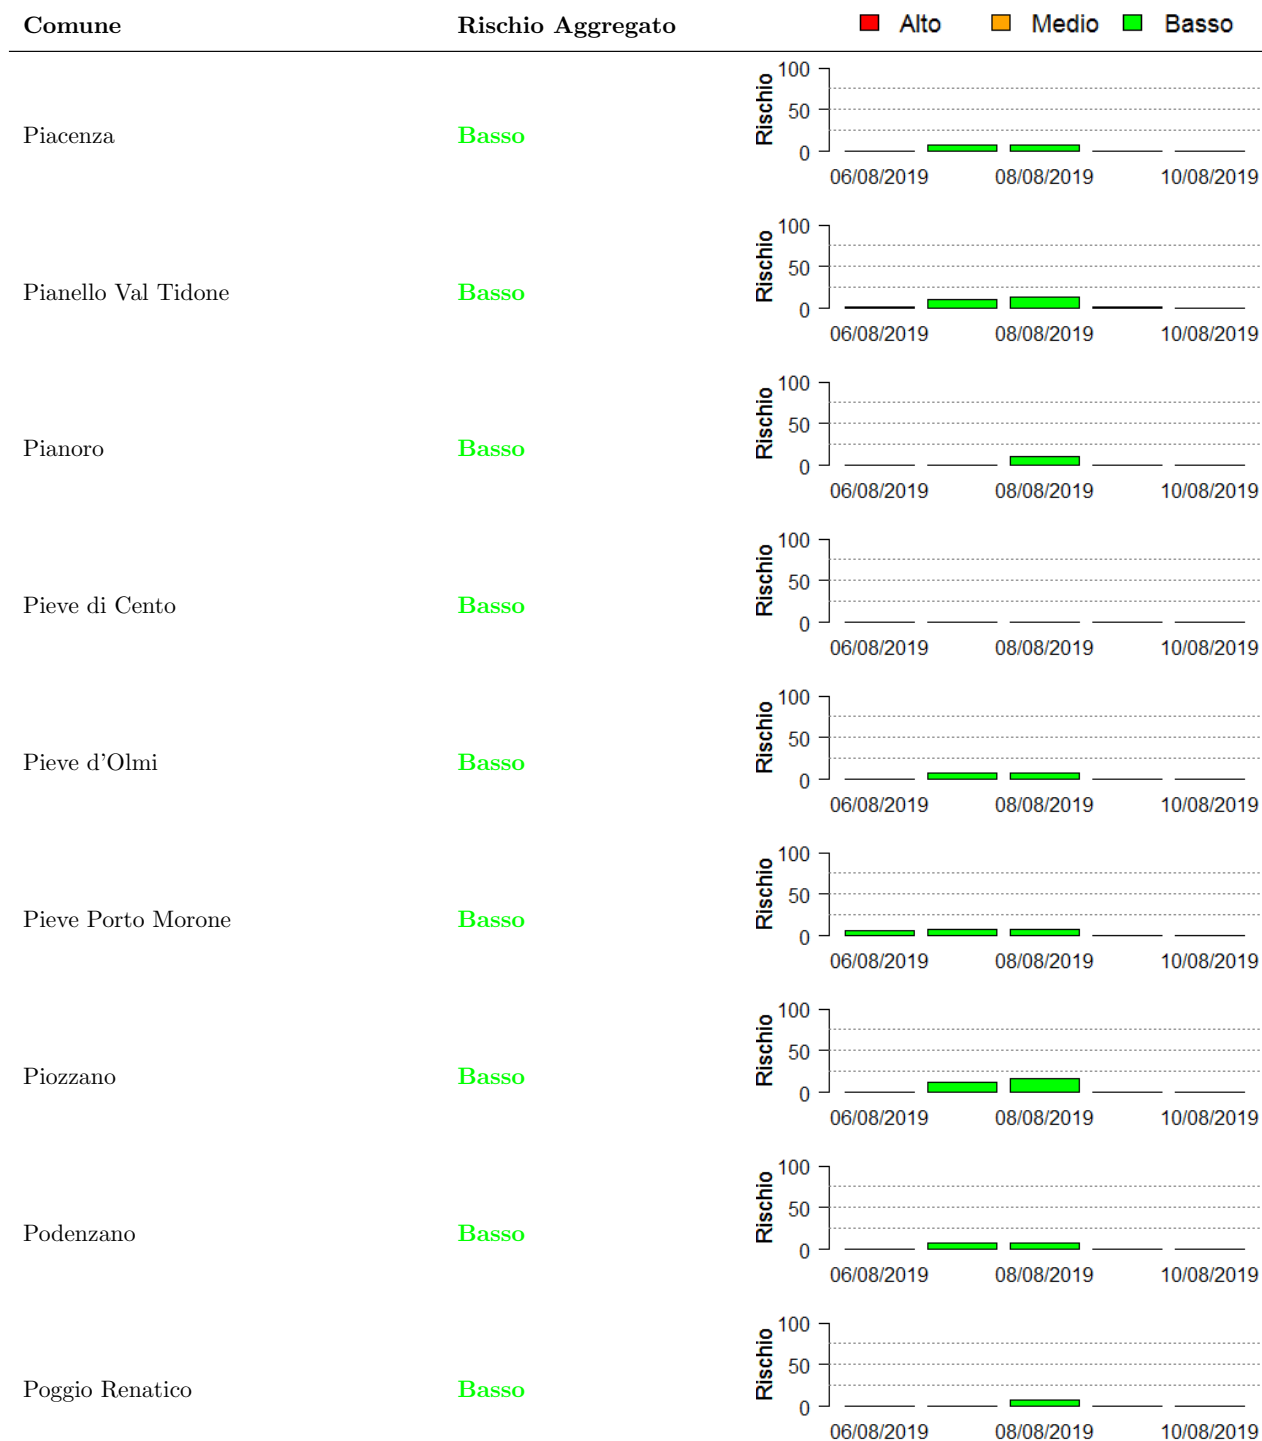 Comune Rischio Aggregato Alto Medio Basso
Piacenza Basso
Rischio
100
50
0
06/08/2019 08/08/2019 10/08/2019
Pianello Val Tidone Basso
Rischio
100
50
0
06/08/2019 08/08/2019 10/08/2019
Pianoro Basso
Rischio
100
50
0
06/08/2019 08/08/2019 10/08/2019
Pieve di Cento Basso
Rischio
100
50
0
06/08/2019 08/08/2019 10/08/2019
Pieve d'Olmi Basso
Rischio
100
50
0
06/08/2019 08/08/2019 10/08/2019
Pieve Porto Morone Basso
Rischio
100
50
0
06/08/2019 08/08/2019 10/08/2019
Piozzano Basso
Rischio
100
50
0
06/08/2019 08/08/2019 10/08/2019
Podenzano Basso
Rischio
100
50
0
06/08/2019 08/08/2019 10/08/2019
Poggio Renatico Basso
Rischio
100
50
0
06/08/2019 08/08/2019 10/08/2019